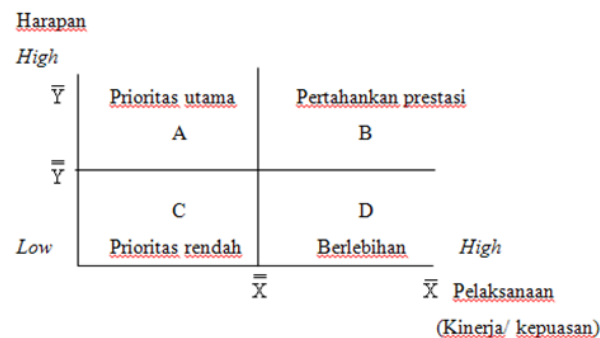 Harapan
High
Y̅ Prioritas utama Pertahankan prestasi
A B
Y̿
C D
Low Prioritas rendah Berlebihan High
X̿ X̅ Pelaksanaan
(Kinerja/ kepuasan)